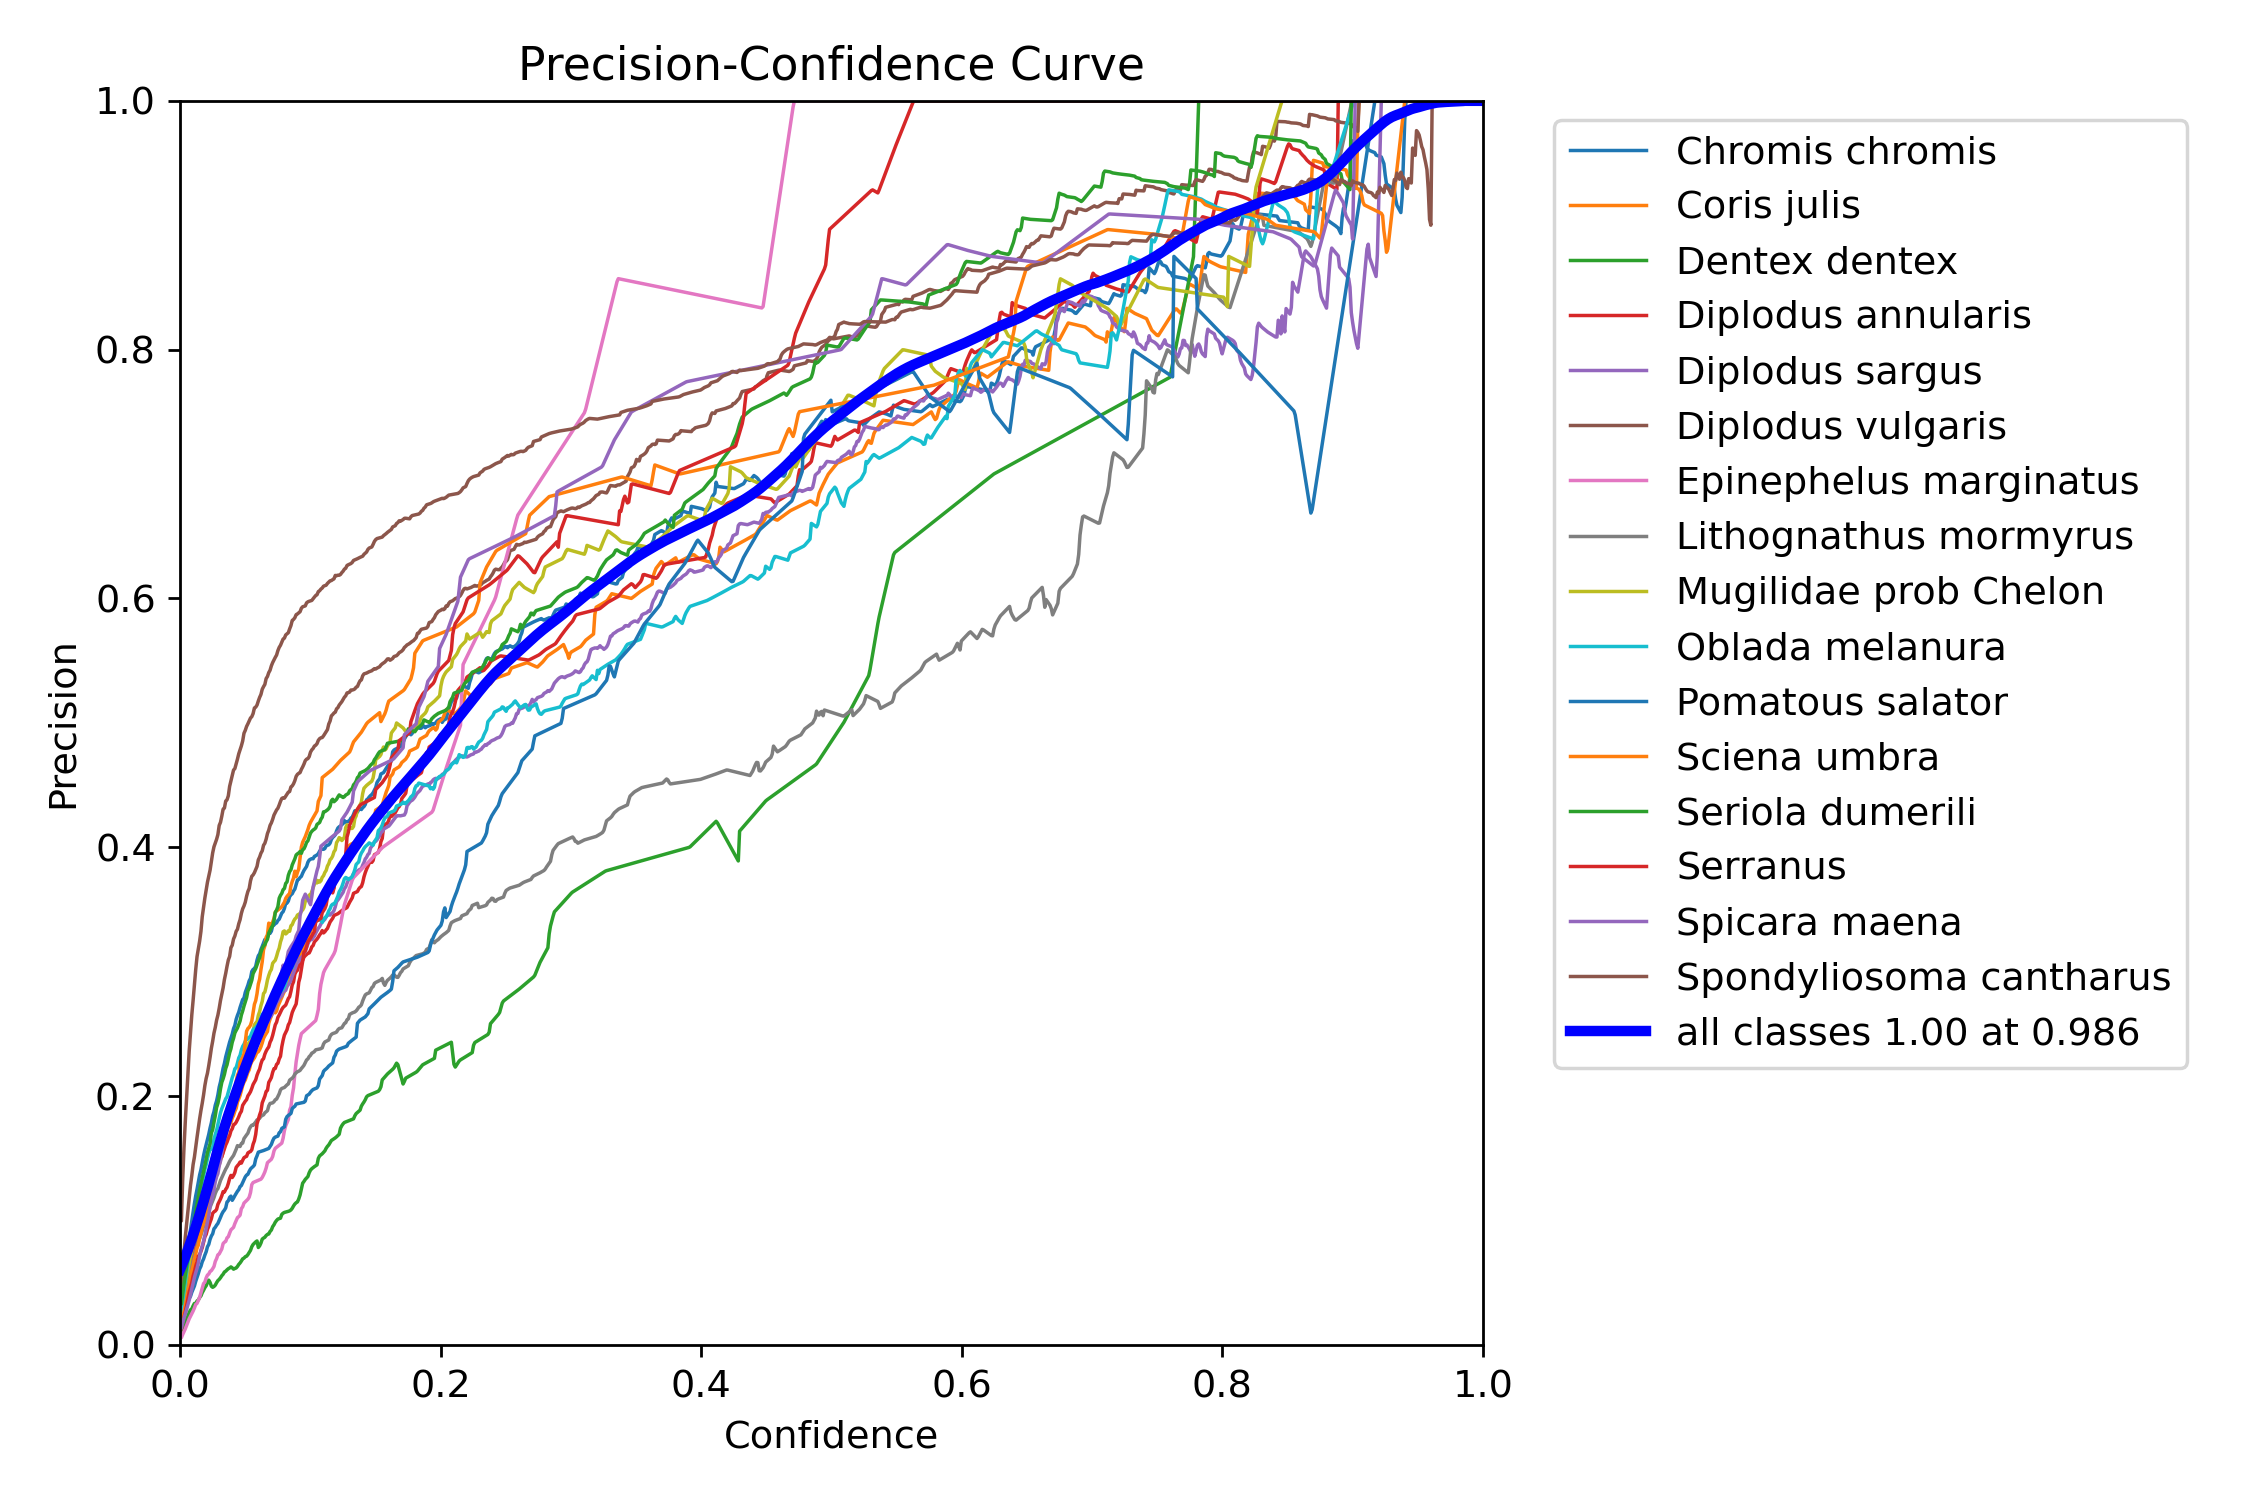 Precision-Confidence Curve
1.0
0.8
0.6
0.4
0.2
0.0
Precision
0.0 0.2 0.4 0.6 0.8 1.0
Confidence
Chromis chromis
Coris julis
Dentex dentex
Diplodus annularis
Diplodus sargus
Diplodus vulgaris
Epinephelus marginatus
Lithognathus mormyrus
Mugilidae prob Chelon
Oblada melanura
Pomatous salator
Sciena umbra
Seriola dumerili
Serranus
Spicara maena
Spondyliosoma cantharus
all classes 1.00 at 0.986